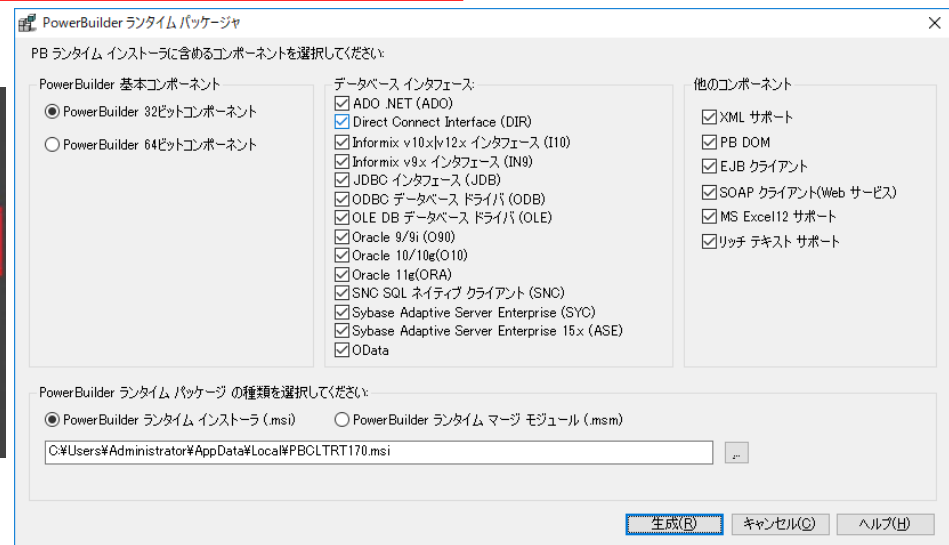 PowerBuilder ランタイム パッケージャ
PB ランタイム インストーラに含めるコンポーネントを選択してください:
PowerBuilder 基本コンポーネント
PowerBuilder 32ビットコンポーネント
PowerBuilder 64ビットコンポーネント
データベース インタフェース:
ADO .NET (ADO)
Direct Connect Interface (DIR)
Informix v10.x|v12.x インタフェース (I10)
Informix v9.x インタフェース (IN9)
JDBC インタフェース (JDB)
ODBC データベース ドライバ (ODB)
OLE DB データベース ドライバ (OLE)
Oracle 9/9i (O90)
Oracle 10/10g(O10)
Oracle 11g(ORA)
SNC SQL ネイティブ クライアント (SNC)
Sybase Adaptive Server Enterprise (SYC)
Sybase Adaptive Server Enterprise 15.x (ASE)
OData
他のコンポーネント
XML サポート
PB DOM
EJB クライアント
SOAP クライアント(Web サービス)
MS Excel12 サポート
リッチ テキスト サポート
PowerBuilder ランタイム パッケージ の種類を選択してください:
PowerBuilder ランタイム インストーラ (.msi)
PowerBuilder ランタイム マージ モジュール (.msm)
C:¥Users¥Administrator¥AppData¥Local¥PBCLTRT170.msi
...
生成(R)
キャンセル(C)
ヘルプ(H)